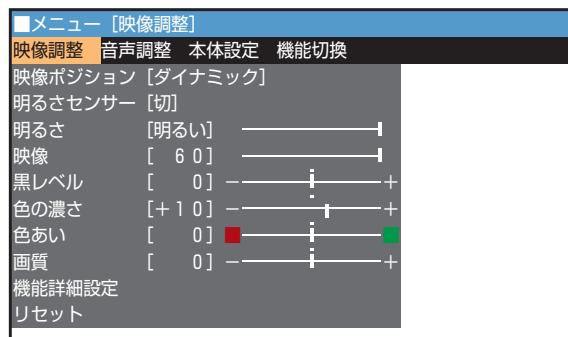 ■メニュー [映像調整]
映像調整 音声調整 本体設定 機能切換
映像ポジション [ダイナミック]
明るさセンサー [切]
明るさ [明るい]
映像 [ 60]
黒レベル [ 0] − +
色の濃さ [+10] − +
色あい [ 0]
画質 [ 0] − +
機能詳細設定
リセット